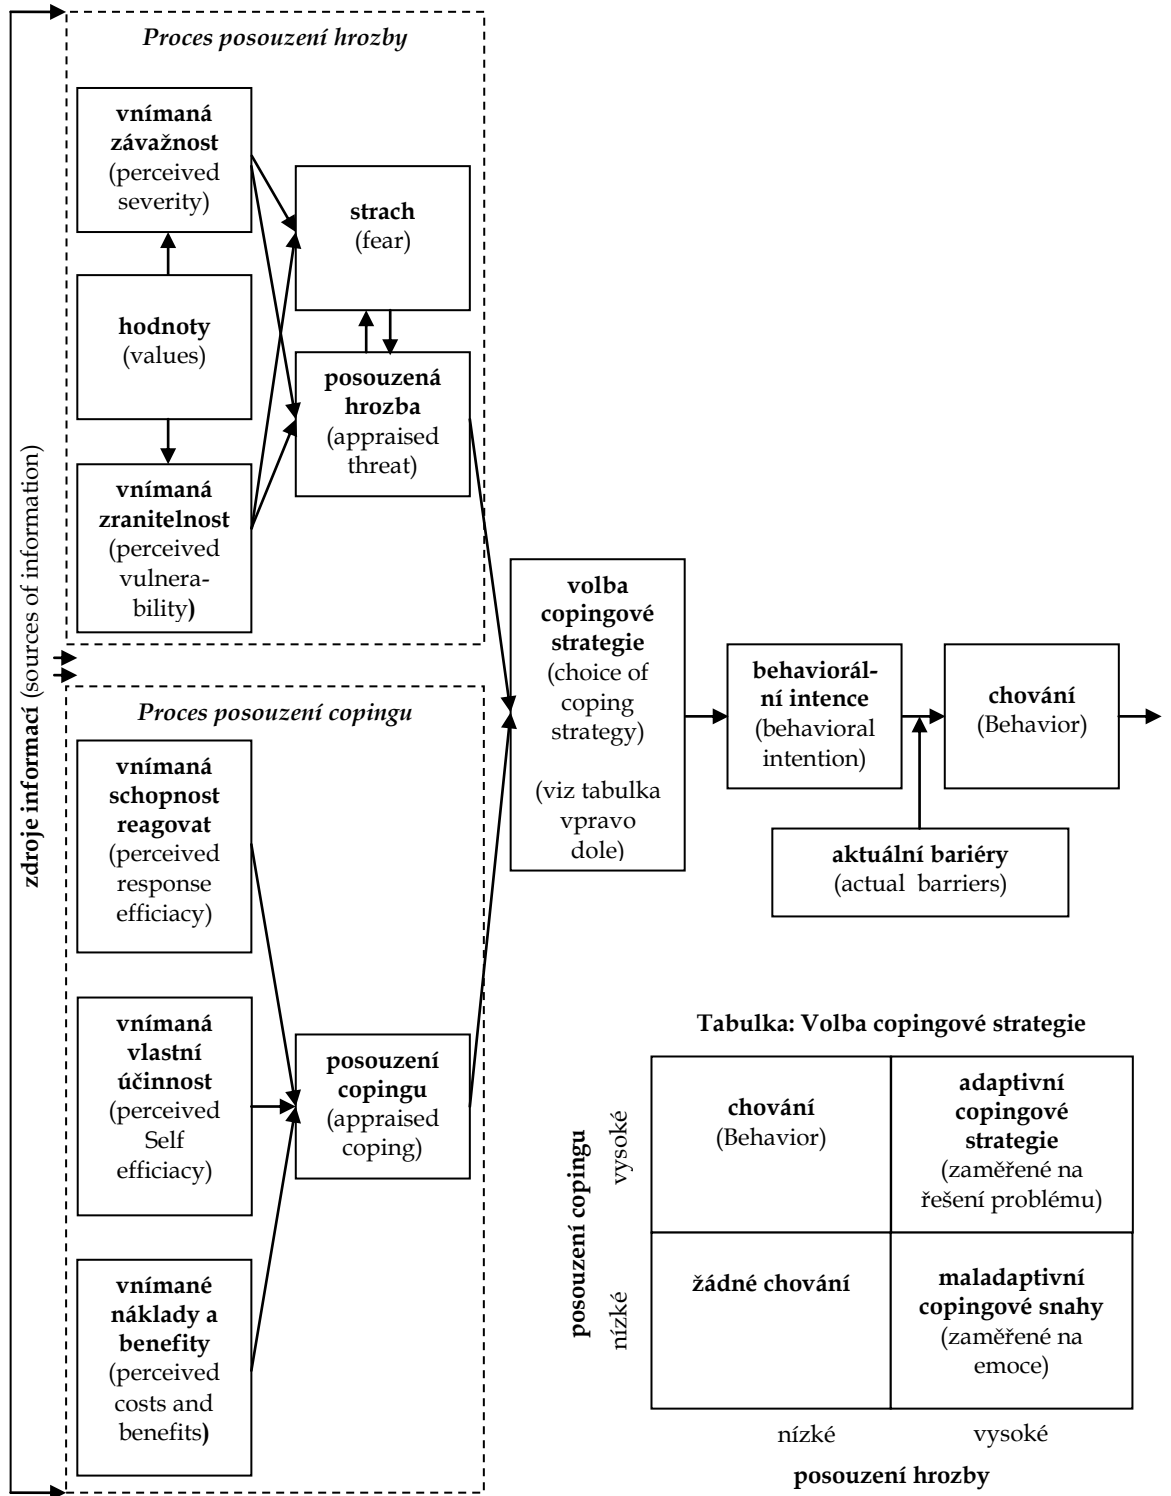 zdroje informací (sources of information)
Proces posouzení hrozby
vnímaná
závažnost
(perceived
severity)
strach
(fear)
hodnoty
(values)
posouzená
hrozba
(appraised
threat)
vnímaná
zranitelnost
(perceived
vulnera-
bility)
Proces posouzení copingu
vnímaná
schopnost
reagovat
(perceived
response
efficiacy)
vnímaná
vlastní
účinnost
(perceived
Self
efficiacy)
posouzení
copingu
(appraised
coping)
vnímané
náklady a
benefity
(perceived
costs and
benefits)
volba
copingové
strategie
(choice of
coping
strategy)
(viz tabulka
vpravo
dole)
behaviorál-
ní intence
(behavioral
intention)
chování
(Behavior)
aktuální bariéry
(actual barriers)
Tabulka: Volba copingové strategie
posouzení copingu
vysoké
chování
(Behavior)
adaptivní
copingové
strategie
(zaměřené na
řešení problému)
nízké
žádné chování
maladaptivní
copingové snahy
(zaměřené na
emoce)
nízké
vysoké
posouzení hrozby